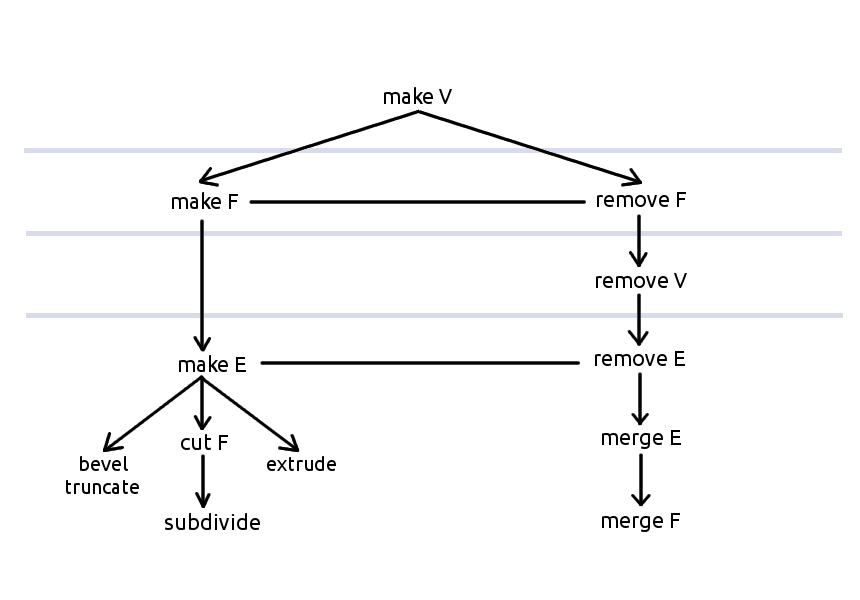 make V
make F
remove F
remove V
make E
remove E
cut F
merge E
bevel
truncate
extrude
subdivide
merge F